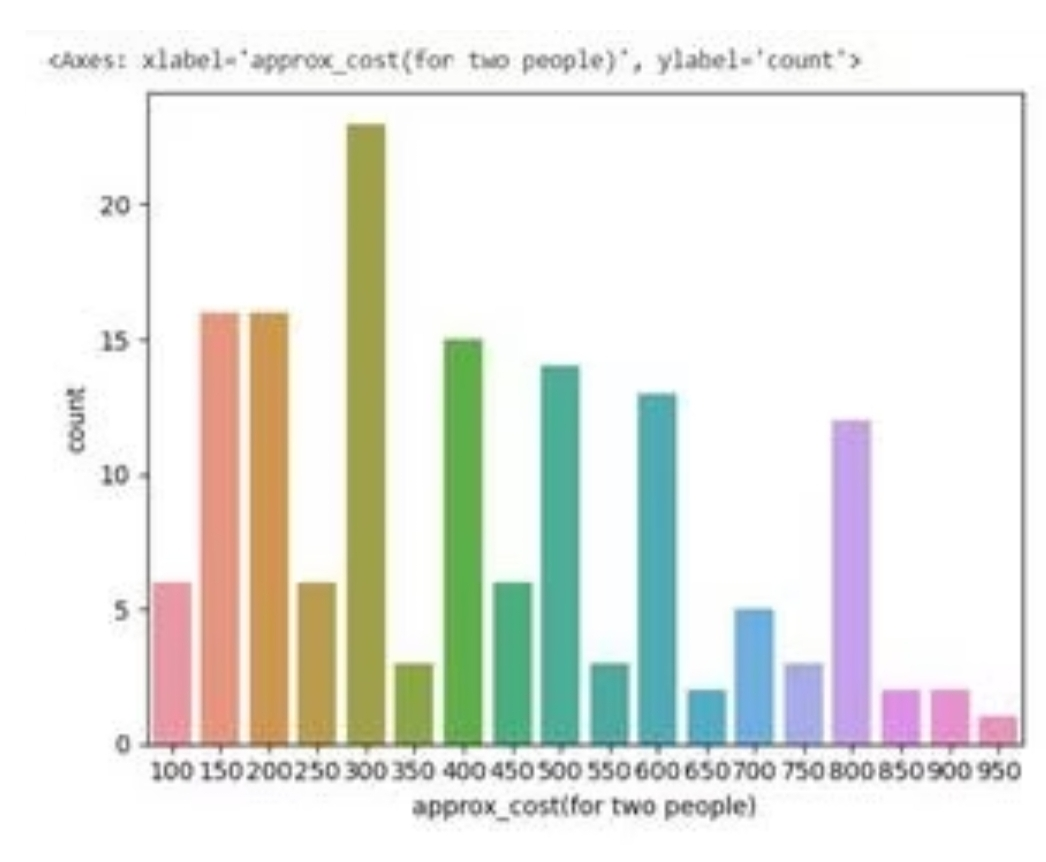 <Axes: xlabel='approx_cost(for two people)', ylabel='count'>
20
15
10
5
0
count
100 150 200 250 300 350 400 450 500 550 600 650 700 750 800 850 900 950
approx_cost(for two people)